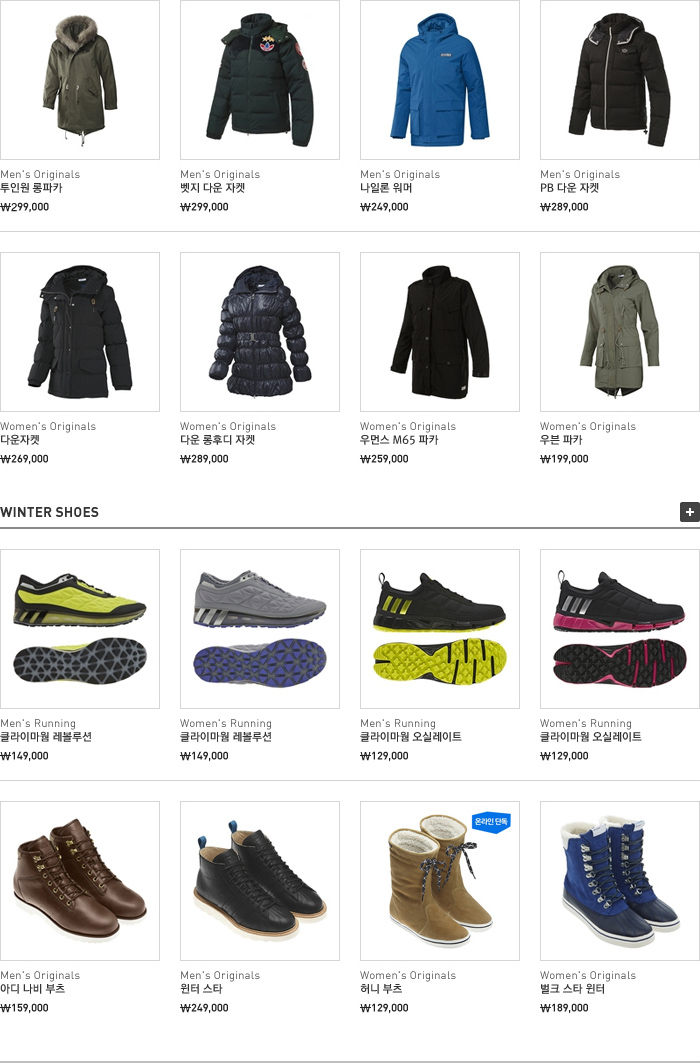 Men's Originals
투인원 롱파카
₩299,000
Men's Originals
벳지 다운 자켓
₩299,000
Men's Originals
나일론 워머
₩249,000
Men's Originals
PB 다운 자켓
₩289,000
Women's Originals
다운자켓
₩269,000
Women's Originals
다운 롱후디 자켓
₩289,000
Women's Originals
우먼스 M65 파카
₩259,000
Women's Originals
우븐 파카
₩199,000
WINTER SHOES
Men's Running
클라이마웜 레볼루션
₩149,000
Women's Running
클라이마웜 레볼루션
₩149,000
Men's Running
클라이마웜 오실레이트
₩129,000
Women's Running
클라이마웜 오실레이트
₩129,000
Men's Originals
아디 나비 부츠
₩159,000
Men's Originals
윈터 스타
₩249,000
온라인 단독
Women's Originals
허니 부츠
₩129,000
Women's Originals
벌크 스타 윈터
₩189,000